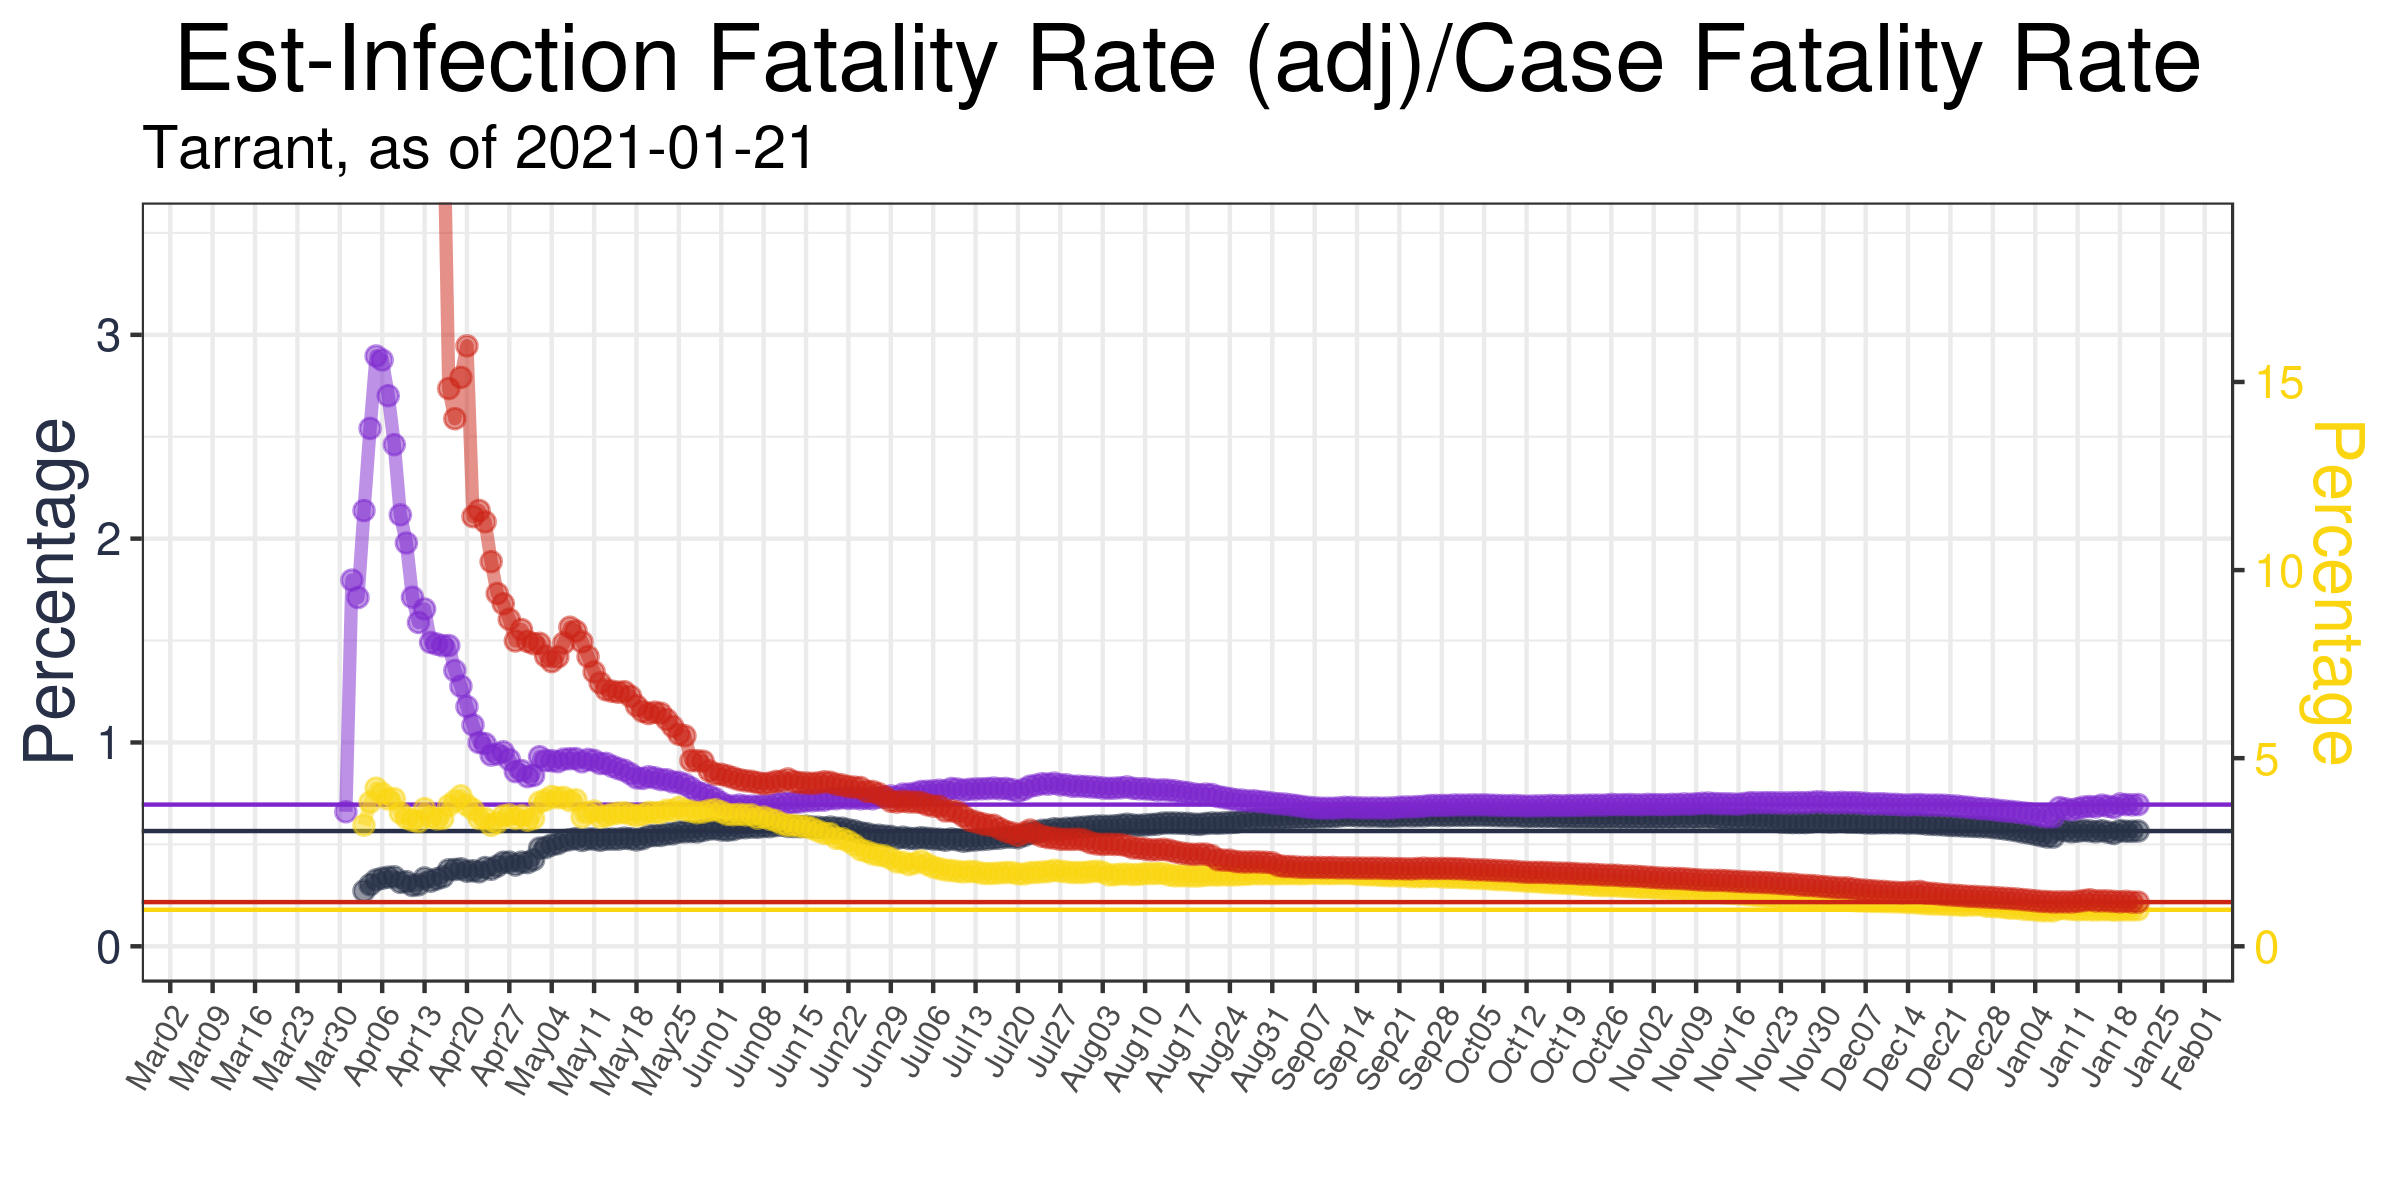 Est-Infection Fatality Rate (adj)/Case Fatality Rate
Tarrant, as of 2021-01-21
Percentage
3
2
1
0
15
10
5
0
Percentage
Mar02
Mar09
Mar16
Mar23
Mar30
Apr06
Apr13
Apr20
Apr27
May04
May11
May18
May25
Jun01
Jun08
Jun15
Jun22
Jun29
Jul06
Jul13
Jul20
Jul27
Aug03
Aug10
Aug17
Aug24
Aug31
Sep07
Sep14
Sep21
Sep28
Oct05
Oct12
Oct19
Oct26
Nov02
Nov09
Nov16
Nov23
Nov30
Dec07
Dec14
Dec21
Dec28
Jan04
Jan11
Jan18
Jan25
Feb01